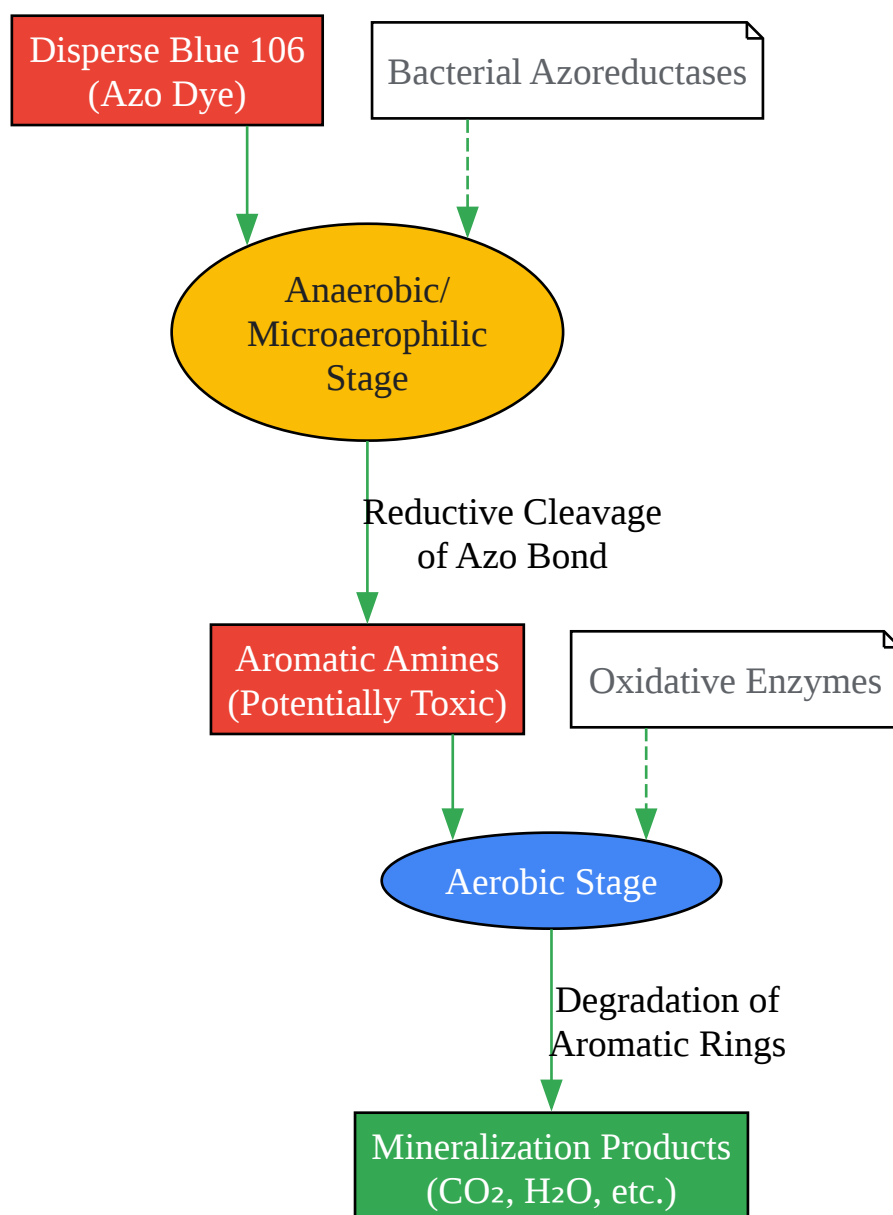 Disperse Blue 106
(Azo Dye)
Bacterial Azoreductases
Anaerobic/
Microaerophilic
Stage
Reductive Cleavage
of Azo Bond
Aromatic Amines
(Potentially Toxic)
Oxidative Enzymes
Aerobic Stage
Degradation of
Aromatic Rings
Mineralization Products
(CO₂, H₂O, etc.)